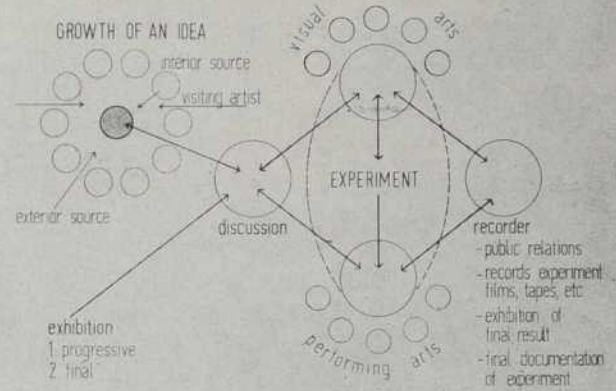 GROWTH OF AN IDEA
interior source
visiting artist
exterior source
visual arts
EXPERIMENT
discussion
recorder
- public relations
- records experiment
films, tapes, etc
- exhibition of
final result
- final documentation
of experiment
exhibition
1 progressive
2 final
performing arts